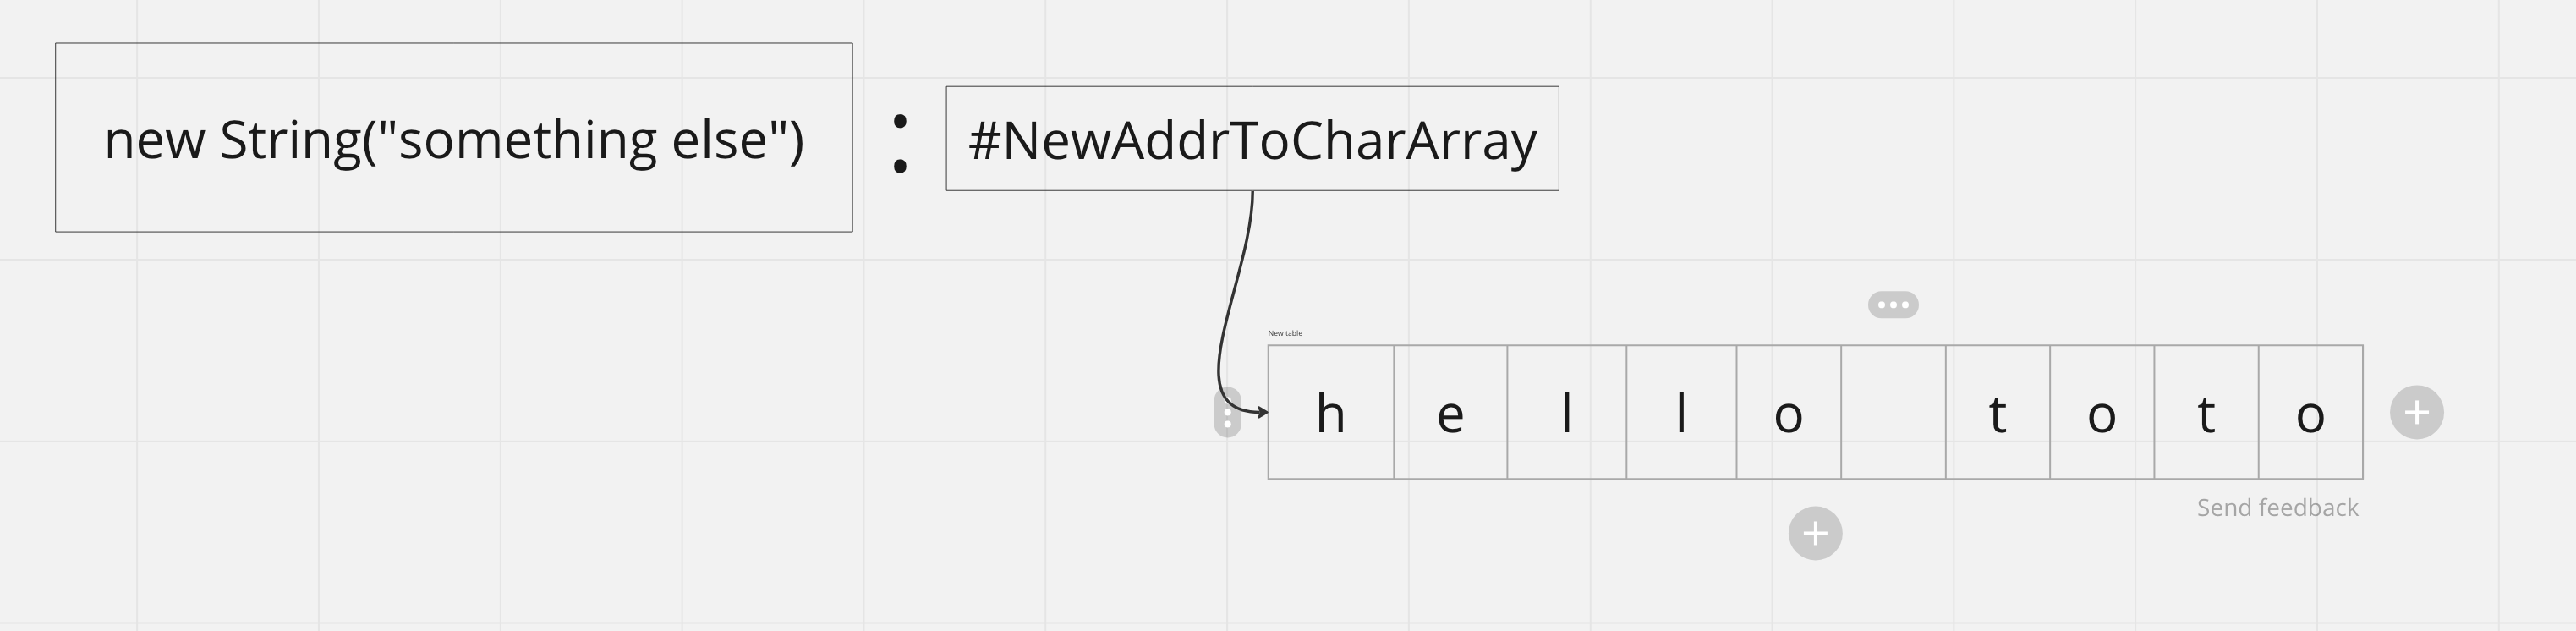 new String("something else")
:
#NewAddrToCharArray
New table
h e l l o t o t o
Send feedback